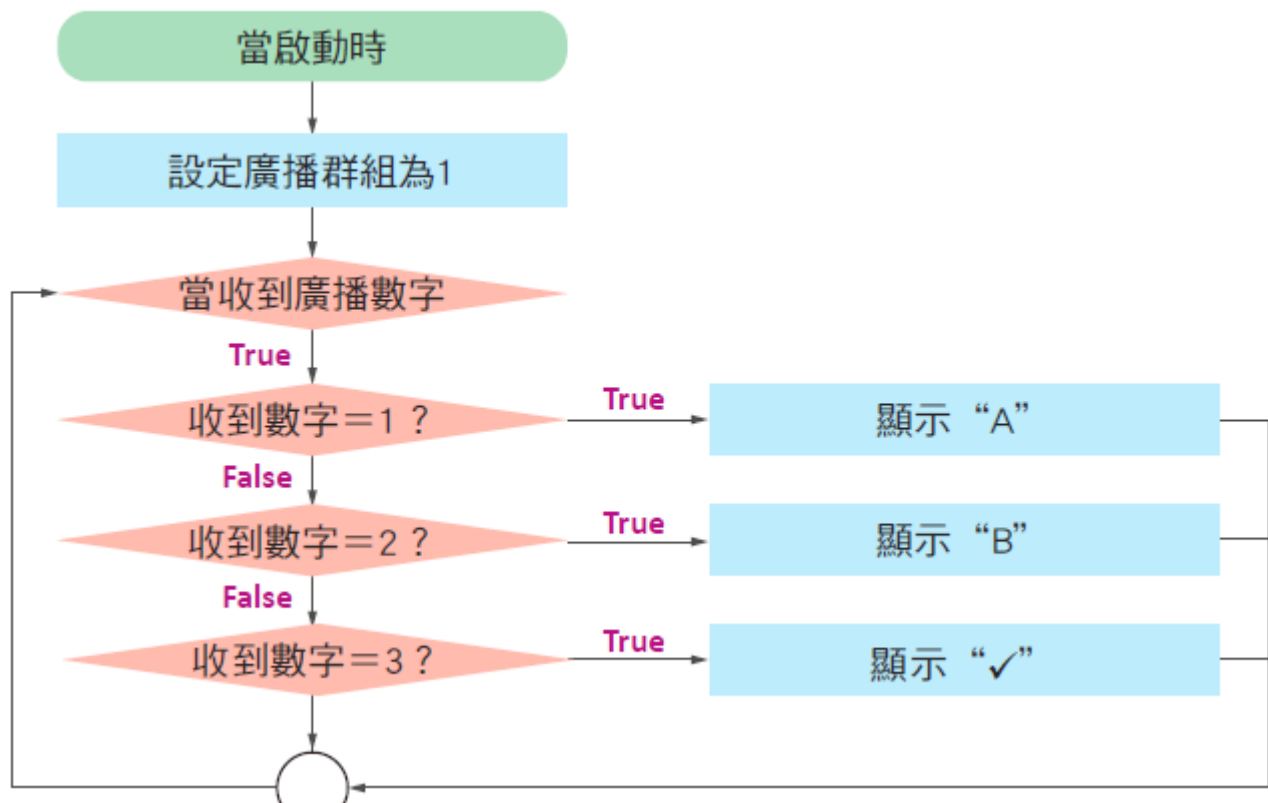 當啟動時
設定廣播群組為1
當收到廣播數字
True
收到數字＝1？
True
顯示 “A”
False
收到數字＝2？
True
顯示 “B”
False
收到數字＝3？
True
顯示 “✓”